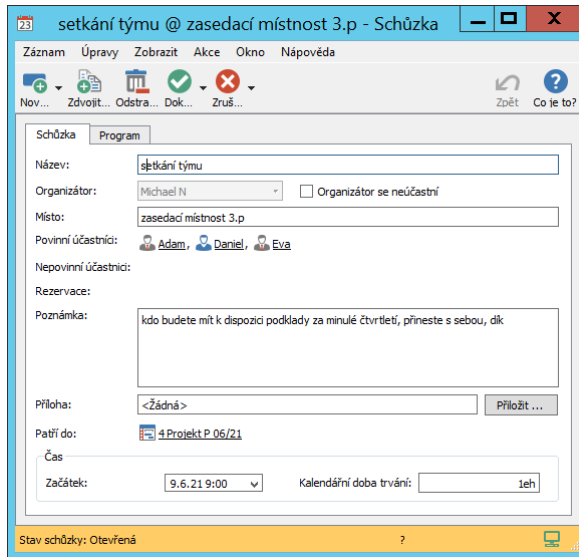 23 setkání týmu @ zasedací místnost 3.p - Schůzka
Záznam Úpravy Zobrazit Akce Okno Nápověda
Nov... Zdvojit... Odstra... Dok... Zruš... Zpět Co je to?
Schůzka Program
Název: setkání týmu
Organizátor: Michael N Organizátor se neúčastní
Místo: zasedací místnost 3.p
Povinní účastníci: Adam, Daniel, Eva
Nepovinní účastnici:
Rezervace:
Poznámka: kdo budete mít k dispozici podklady za minulé čtvrtletí, přineste s sebou, dík
Příloha: <Žádná> Přiložit ...
Patří do: 4 Projekt P 06/21
Čas
Začátek: 9.6.21 9:00 Kalendářní doba trvání: 1eh
Stav schůzky: Otevřená ?